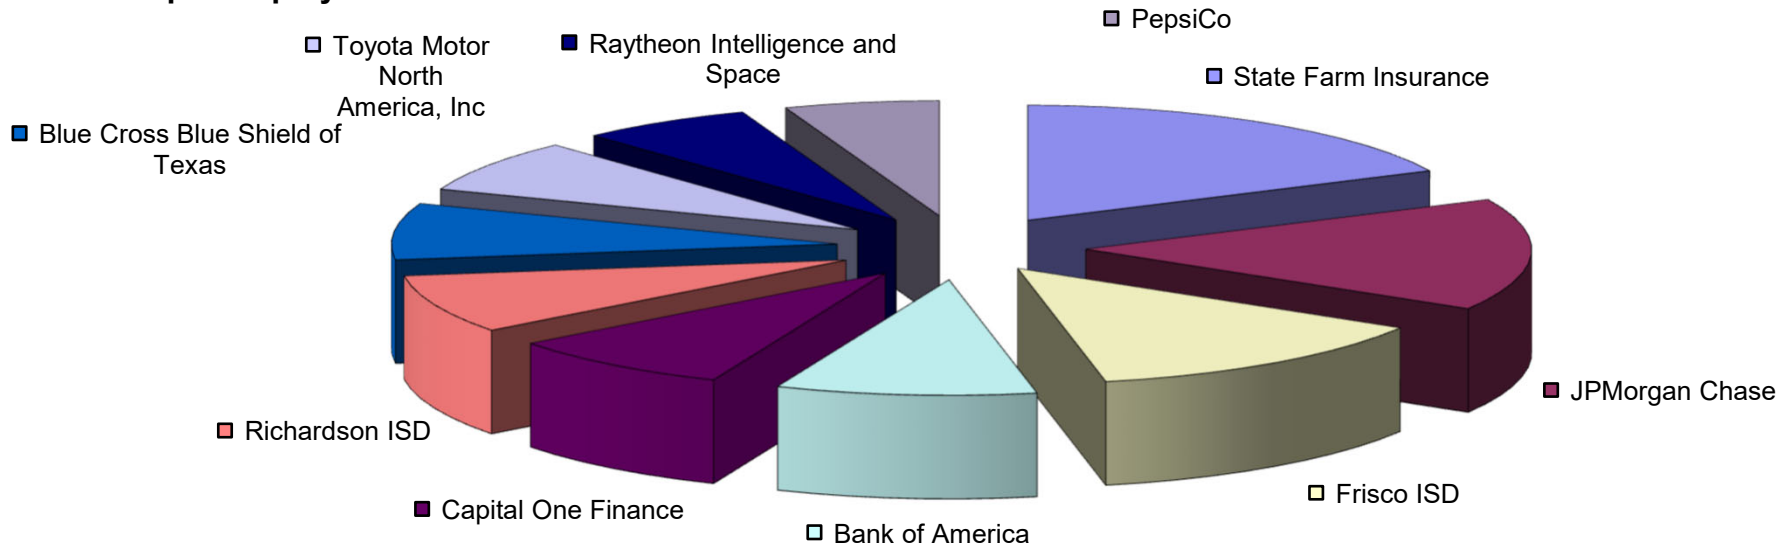 PepsiCo
Toyota Motor
North
America, Inc
Raytheon Intelligence and
Space
State Farm Insurance
Blue Cross Blue Shield of
Texas
JPMorgan Chase
Richardson ISD
Frisco ISD
Capital One Finance
Bank of America